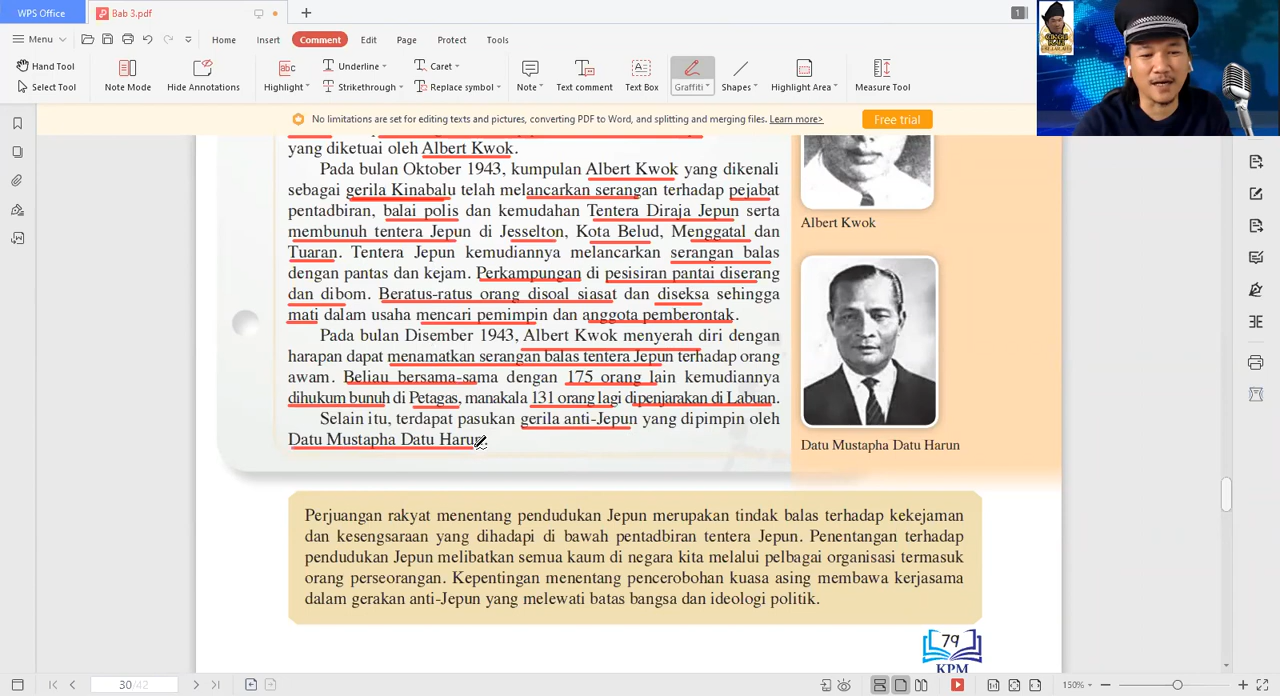 WPS Office
Bab 3.pdf
1
Menu
Home
Insert
Comment
Edit
Page
Protect
Tools
Hand Tool
Select Tool
Note Mode
Hide Annotations
Highlight
Underline
Strikethrough
Caret
Replace symbol
Note
Text comment
Text Box
Graffiti
Shapes
Highlight Area
Measure Tool
No limitations are set for editing texts and pictures, converting PDF to Word, and splitting and merging files. Learn more>
Free trial
yang diketuai oleh Albert Kwok.
Pada bulan Oktober 1943, kumpulan Albert Kwok yang dikenali
sebagai gerila Kinabalu telah melancarkan serangan terhadap pejabat
pentadbiran, balai polis dan kemudahan Tentera Diraja Jepun serta
membunuh tentera Jepun di Jesselton, Kota Belud, Menggatal dan
Tuaran. Tentera Jepun kemudiannya melancarkan serangan balas
dengan pantas dan kejam. Perkampungan di pesisiran pantai diserang
dan dibom. Beratus-ratus orang disoal siasat dan diseksa sehingga
mati dalam usaha mencari pemimpin dan anggota pemberontak.
Pada bulan Disember 1943, Albert Kwok menyerah diri dengan
harapan dapat menamatkan serangan balas tentera Jepun terhadap orang
awam. Beliau bersama-sama dengan 175 orang lain kemudiannya
dihukum bunuh di Petagas, manakala 131 orang lagi dipenjarakan di Labuan.
Selain itu, terdapat pasukan gerila anti-Jepun yang dipimpin oleh
Datu Mustapha Datu Harun.
Albert Kwok
Datu Mustapha Datu Harun
Perjuangan rakyat menentang pendudukan Jepun merupakan tindak balas terhadap kekejaman
dan kesengsaraan yang dihadapi di bawah pentadbiran tentera Jepun. Penentangan terhadap
pendudukan Jepun melibatkan semua kaum di negara kita melalui pelbagai organisasi termasuk
orang perseorangan. Kepentingan menentang pencerobohan kuasa asing membawa kerjasama
dalam gerakan anti-Jepun yang melewati batas bangsa dan ideologi politik.
79
KPM
30/42
150%